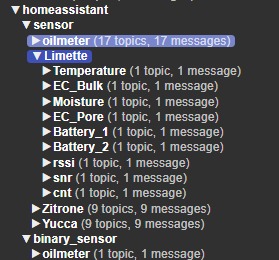 ▼homeassistant
▼sensor
▶oilmeter (17 topics, 17 messages)
▼Limette
▶Temperature (1 topic, 1 message)
▶EC_Bulk (1 topic, 1 message)
▶Moisture (1 topic, 1 message)
▶EC_Pore (1 topic, 1 message)
▶Battery_1 (1 topic, 1 message)
▶Battery_2 (1 topic, 1 message)
▶rssi (1 topic, 1 message)
▶snr (1 topic, 1 message)
▶cnt (1 topic, 1 message)
▶Zitrone (9 topics, 9 messages)
▶Yucca (9 topics, 9 messages)
▼binary_sensor
▶oilmeter (1 topic, 1 message)